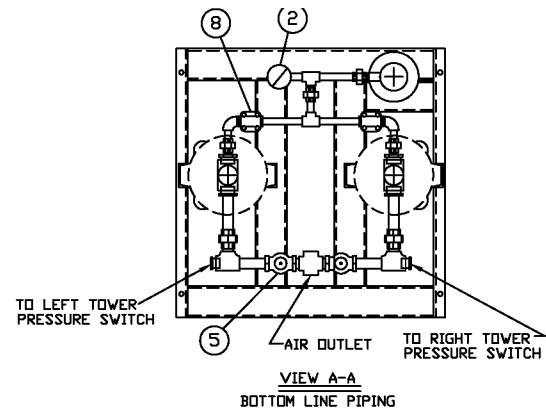 8
2
TO LEFT TOWER
PRESSURE SWITCH
5
AIR OUTLET
TO RIGHT TOWER
PRESSURE SWITCH
VIEW A-A
BOTTOM LINE PIPING